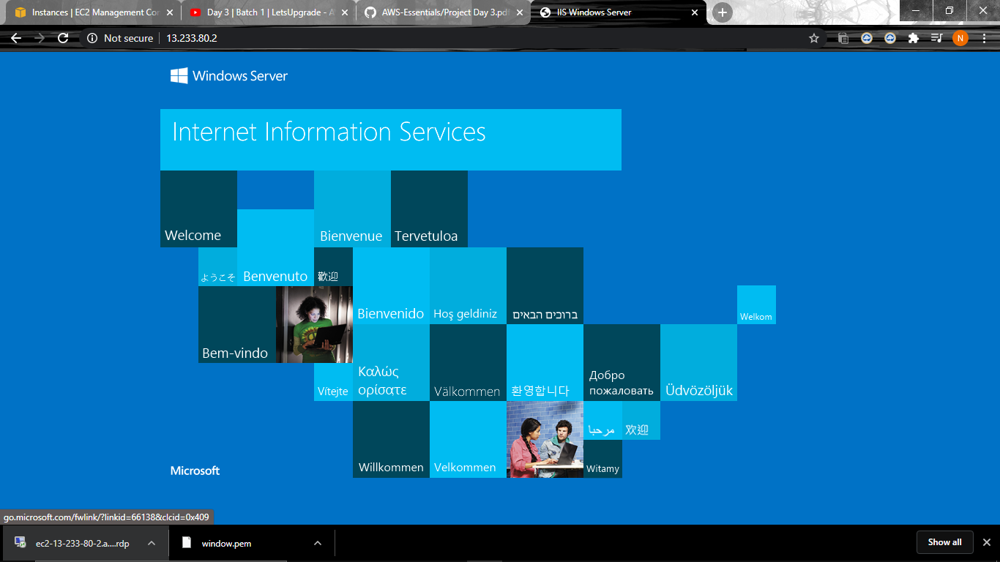 Instances | EC2 Management Con
Day 3 | Batch 1 | LetsUpgrade - A
AWS-Essentials/Project Day 3.pdf
IIS Windows Server
Not secure
13.233.80.2
N
Windows Server
Internet Information Services
Welcome
Bienvenue
Tervetuloa
ようこそ
Benvenuto
歡迎
Bienvenido
Hoş geldiniz
ברוכים הבאים
Welkom
Bem-vindo
Vítejte
Καλώς
ορίσατε
Välkommen
환영합니다
Добро
пожаловать
Üdvözöljük
Willkommen
Velkommen
مرحبا
欢迎
Witamy
Microsoft
go.microsoft.com/fwlink/?linkid=66138&clcid=0x409
ec2-13-233-80-2.a....rdp
window.pem
Show all